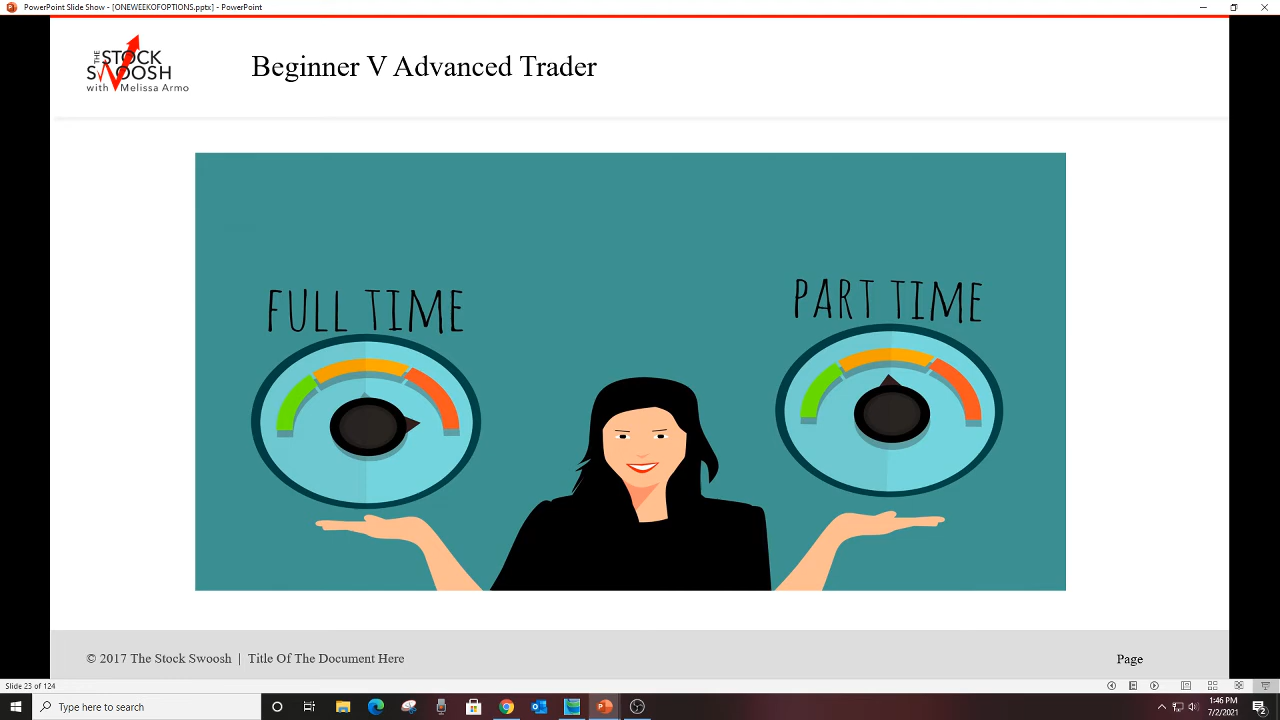 PowerPoint Slide Show - [ONEWEEKOFOPTIONS.pptx] - PowerPoint
THE STOCK
SWOOSH
with Melissa Armo
Beginner V Advanced Trader
FULL TIME
PART TIME
© 2017 The Stock Swoosh | Title Of The Document Here
Page
Slide 23 of 124
Type here to search
1:46 PM
7/2/2021
2